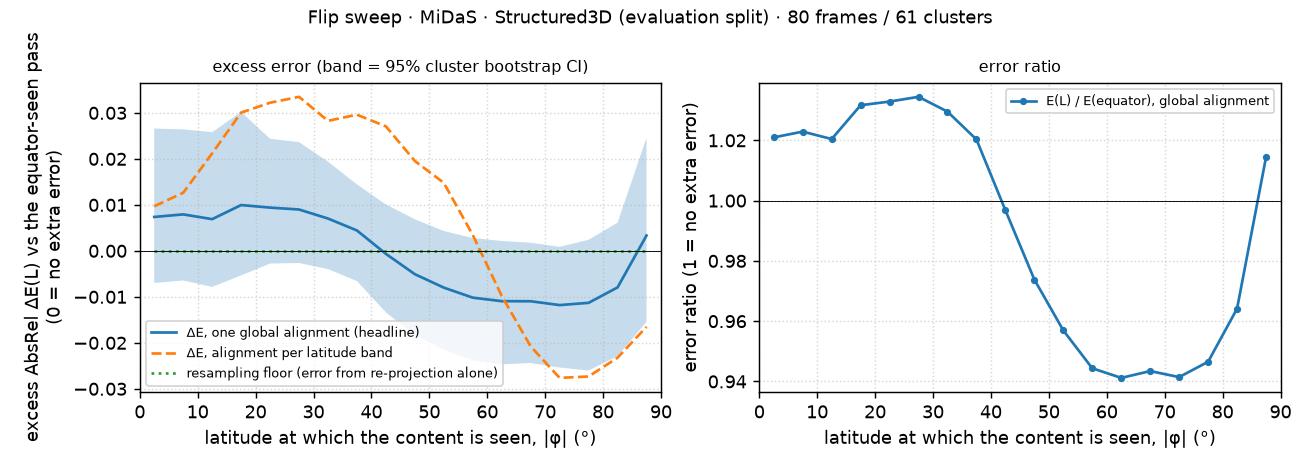 Flip sweep · MiDaS · Structured3D (evaluation split) · 80 frames / 61 clusters
excess error (band = 95% cluster bootstrap CI)
excess AbsRel ΔE(L) vs the equator-seen pass
(0 = no extra error)
0.03
0.02
0.01
0.00
−0.01
−0.02
−0.03
ΔE, one global alignment (headline)
ΔE, alignment per latitude band
resampling floor (error from re-projection alone)
0 10 20 30 40 50 60 70 80 90
latitude at which the content is seen, |φ| (°)
error ratio
error ratio (1 = no extra error)
E(L) / E(equator), global alignment
1.02
1.00
0.98
0.96
0.94
0 10 20 30 40 50 60 70 80 90
latitude at which the content is seen, |φ| (°)